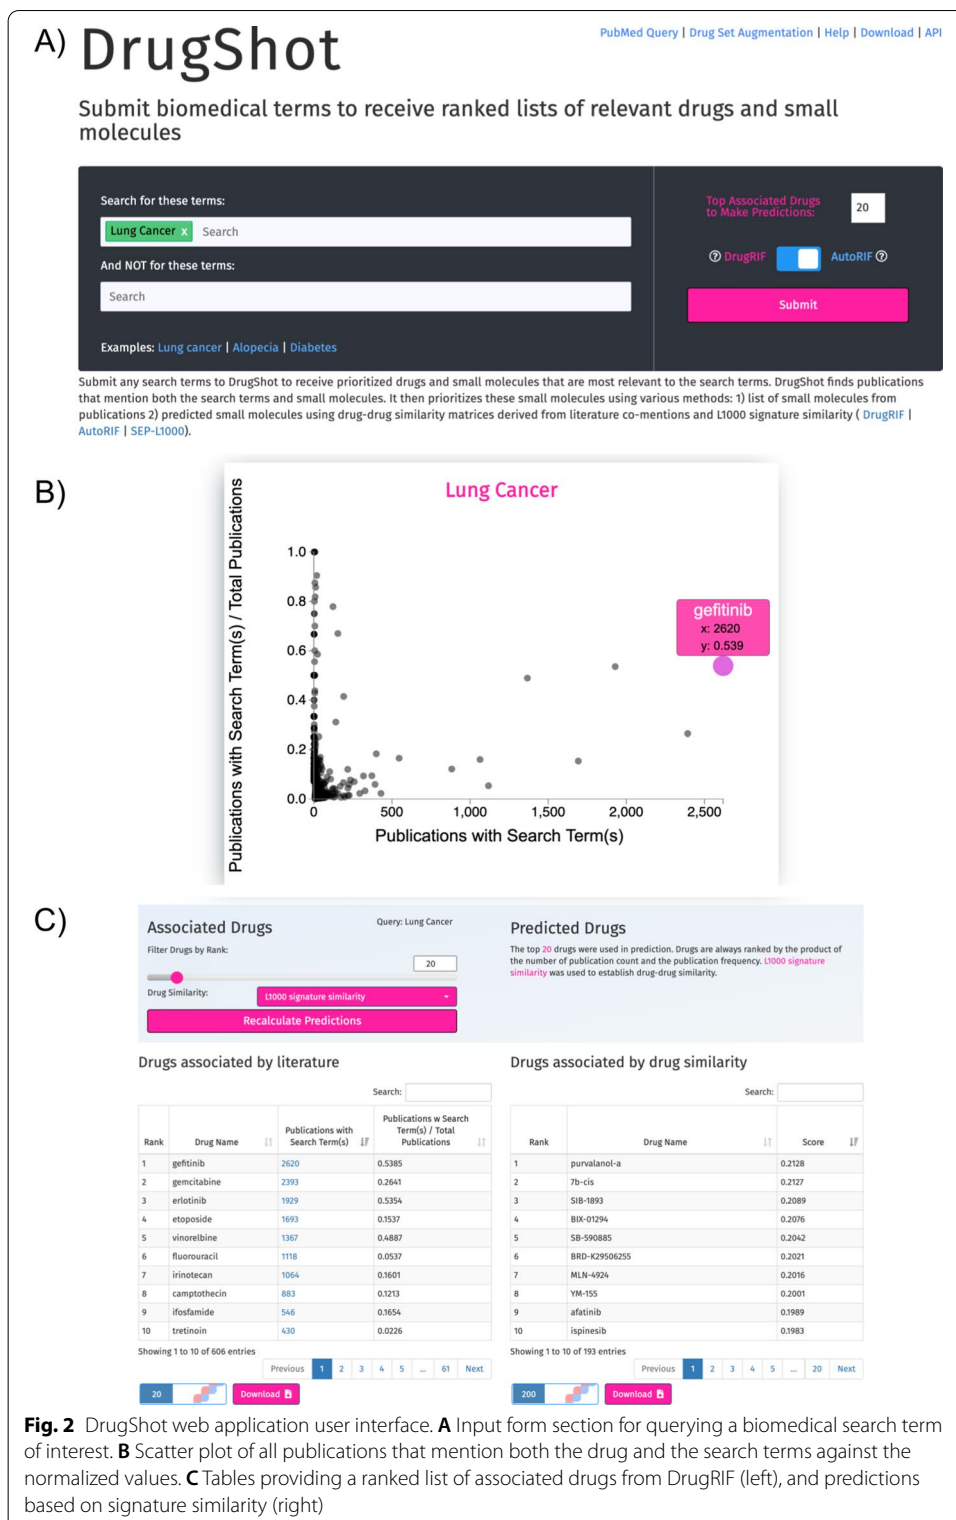 A)
DrugShot
PubMed Query | Drug Set Augmentation | Help | Download | API
Submit biomedical terms to receive ranked lists of relevant drugs and small
molecules
Search for these terms:
Lung Cancer x Search
And NOT for these terms:
Search
Examples: Lung cancer | Alopecia | Diabetes
Top Associated Drugs
to Make Predictions:
20
DrugRIF
AutoRIF
Submit
Submit any search terms to DrugShot to receive prioritized drugs and small molecules that are most relevant to the search terms. DrugShot finds publications
that mention both the search terms and small molecules. It then prioritizes these small molecules using various methods: 1) list of small molecules from
publications 2) predicted small molecules using drug-drug similarity matrices derived from literature co-mentions and L1000 signature similarity ( DrugRIF |
AutoRIF | SEP-L1000).
B)
Lung Cancer
Publications with Search Term(s) / Total Publications
1.0
0.8
0.6
0.4
0.2
0.0
gefitinib
x: 2620
y: 0.539
0 500 1,000 1,500 2,000 2,500
Publications with Search Term(s)
C)
Associated Drugs
Query: Lung Cancer
Filter Drugs by Rank:
20
Drug Similarity:
L1000 signature similarity
Recalculate Predictions
Predicted Drugs
The top 20 drugs were used in prediction. Drugs are always ranked by the product of
the number of publication count and the publication frequency. L1000 signature
similarity was used to establish drug-drug similarity.
Drugs associated by literature
Search:
Rank Drug Name Publications with Search Term(s) Publications w Search Term(s) / Total Publications
1 gefitinib 2620 0.5385
2 gemcitabine 2393 0.2641
3 erlotinib 1929 0.5354
4 etoposide 1693 0.1537
5 vinorelbine 1367 0.4887
6 fluorouracil 1118 0.0537
7 irinotecan 1064 0.1601
8 camptothecin 883 0.1213
9 ifosfamide 546 0.1654
10 tretinoin 430 0.0226
Showing 1 to 10 of 606 entries
Previous 1 2 3 4 5 ... 61 Next
20
Download
Drugs associated by drug similarity
Search:
Rank Drug Name Score
1 purvalanol-a 0.2128
2 7b-cis 0.2127
3 SIB-1893 0.2089
4 BIX-01294 0.2076
5 SB-590885 0.2042
6 BRD-K29506255 0.2021
7 MLN-4924 0.2016
8 YM-155 0.2001
9 afatinib 0.1989
10 ispinesib 0.1983
Showing 1 to 10 of 193 entries
Previous 1 2 3 4 5 ... 20 Next
200
Download
Fig. 2 DrugShot web application user interface. A Input form section for querying a biomedical search term
of interest. B Scatter plot of all publications that mention both the drug and the search terms against the
normalized values. C Tables providing a ranked list of associated drugs from DrugRIF (left), and predictions
based on signature similarity (right)